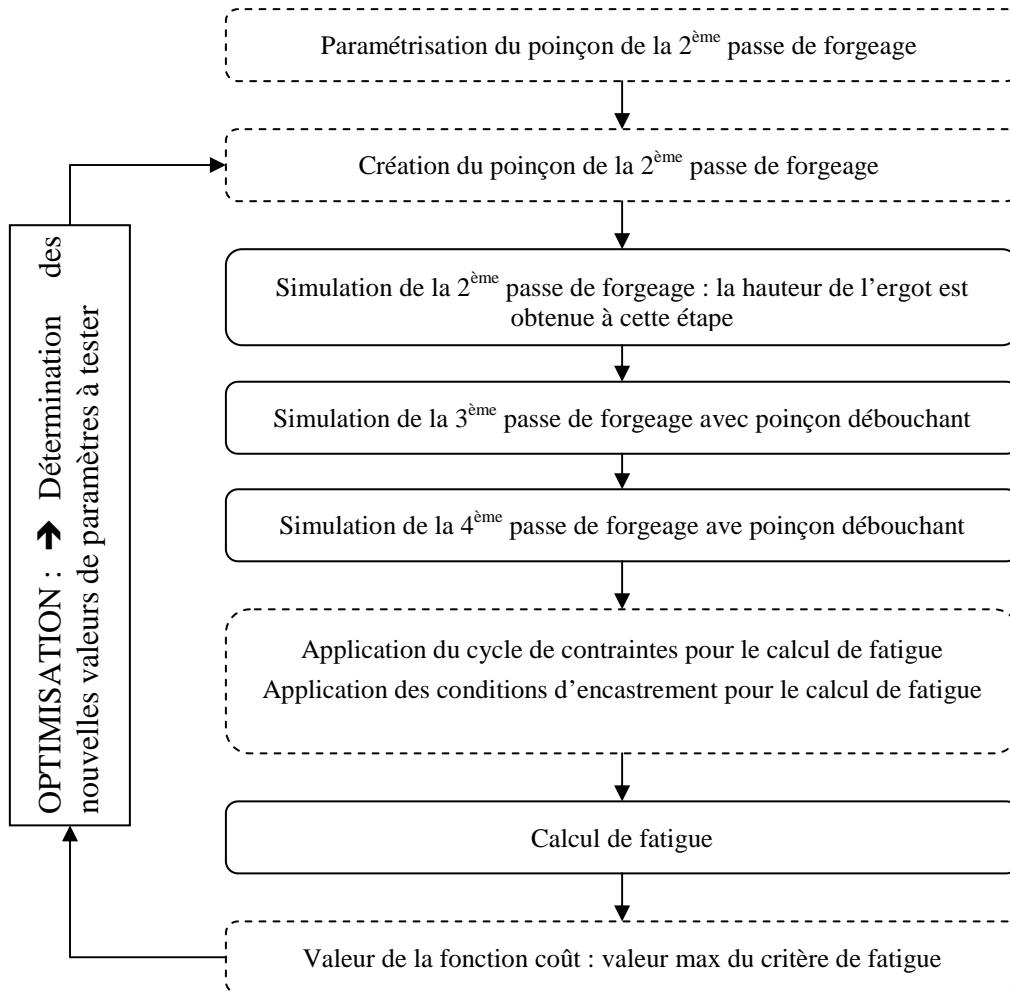 Paramétrisation du poinçon de la 2ème passe de forgeage
Création du poinçon de la 2ème passe de forgeage
Simulation de la 2ème passe de forgeage : la hauteur de l'ergot est
obtenue à cette étape
Simulation de la 3ème passe de forgeage avec poinçon débouchant
Simulation de la 4ème passe de forgeage ave poinçon débouchant
Application du cycle de contraintes pour le calcul de fatigue
Application des conditions d'encastrement pour le calcul de fatigue
Calcul de fatigue
Valeur de la fonction coût : valeur max du critère de fatigue
OPTIMISATION : ➔ Détermination des
nouvelles valeurs de paramètres à tester